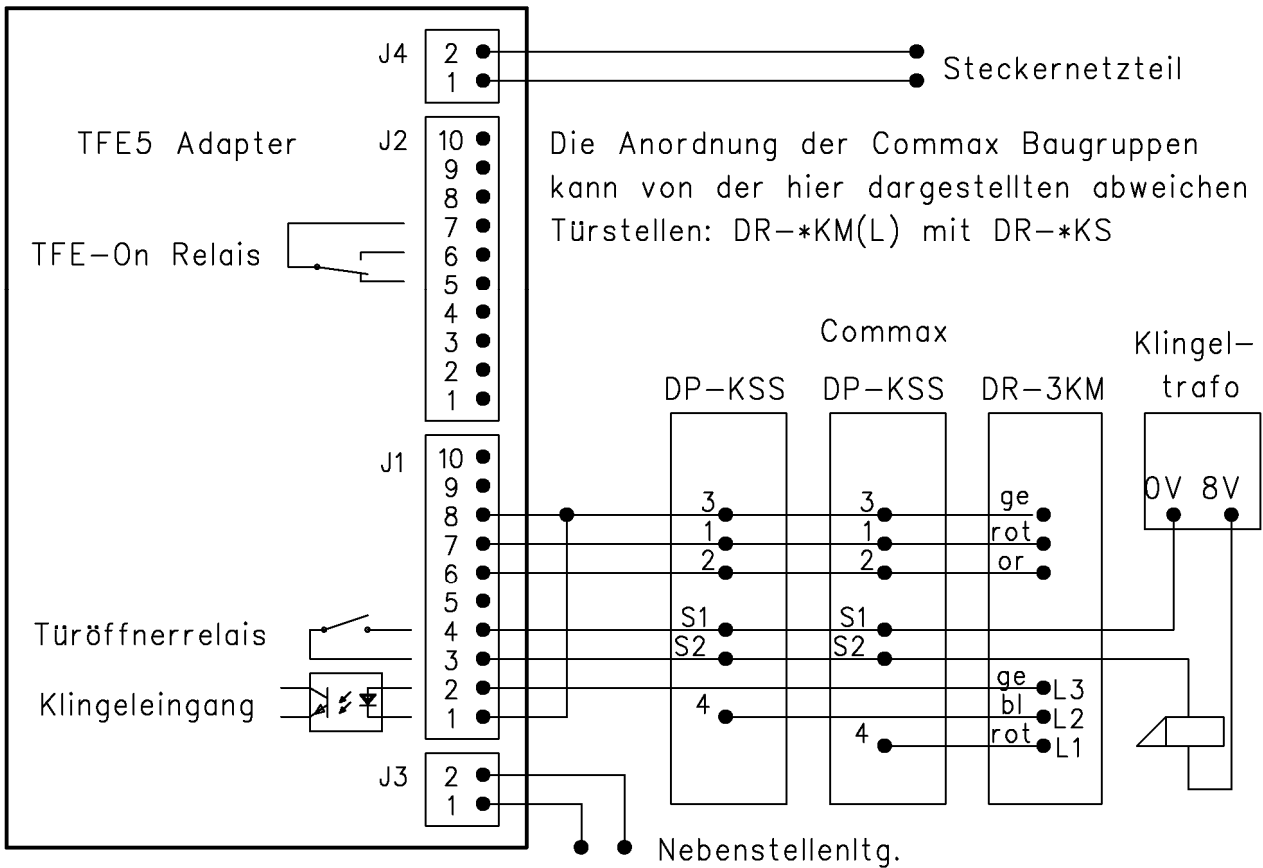 J4
2
1
Steckernetzteil
TFE5 Adapter
J2
10
9
8
7
6
5
4
3
2
1
Die Anordnung der Commax Baugruppen
kann von der hier dargestellten abweichen
Türstellen: DR-*KM(L) mit DR-*KS
TFE-On Relais
Commax
DP-KSS DP-KSS DR-3KM
Klingel-
trafo
0V 8V
J1
10
9
8
7
6
5
4
3
2
1
3 3 ge
1 1 rot
2 2 or
S1 S1
S2 S2
ge L3
4 bl L2
4 rot L1
Türöffnerrelais
Klingeleingang
J3
2
1
Nebenstellenltg.